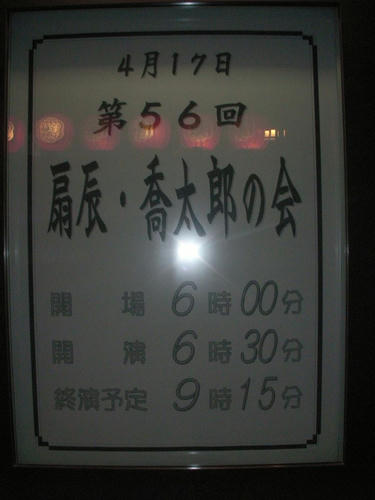 4月17日
第56回
扇辰・喬太郎の会
開場 6時00分
開演 6時30分
終演予定 9時15分